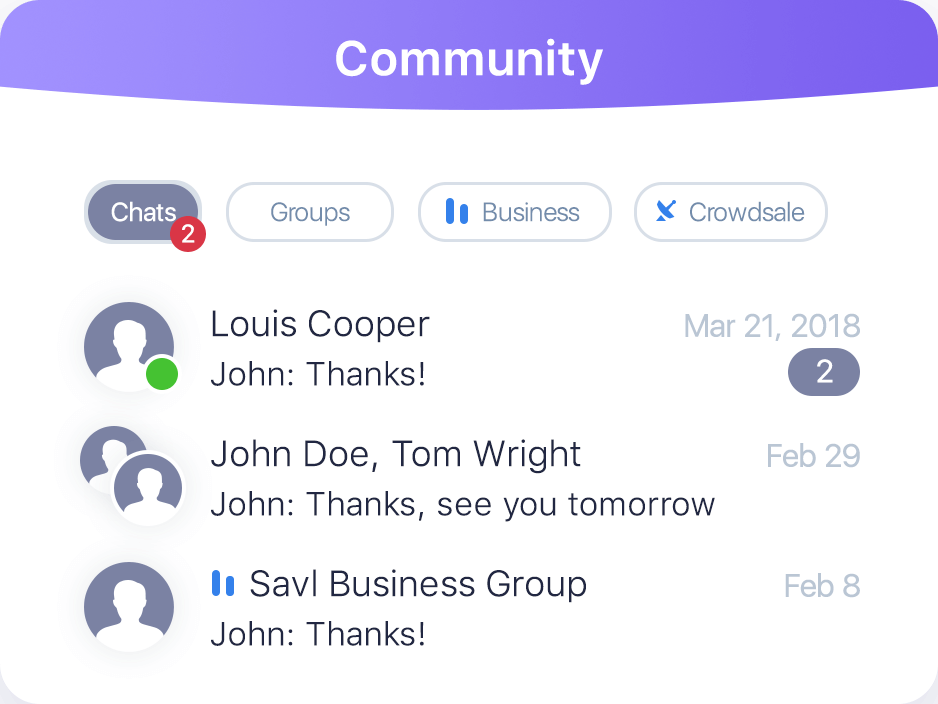 Community
Chats 2 Groups Business Crowdsale
Louis Cooper Mar 21, 2018
John: Thanks! 2
John Doe, Tom Wright Feb 29
John: Thanks, see you tomorrow
Savl Business Group Feb 8
John: Thanks!